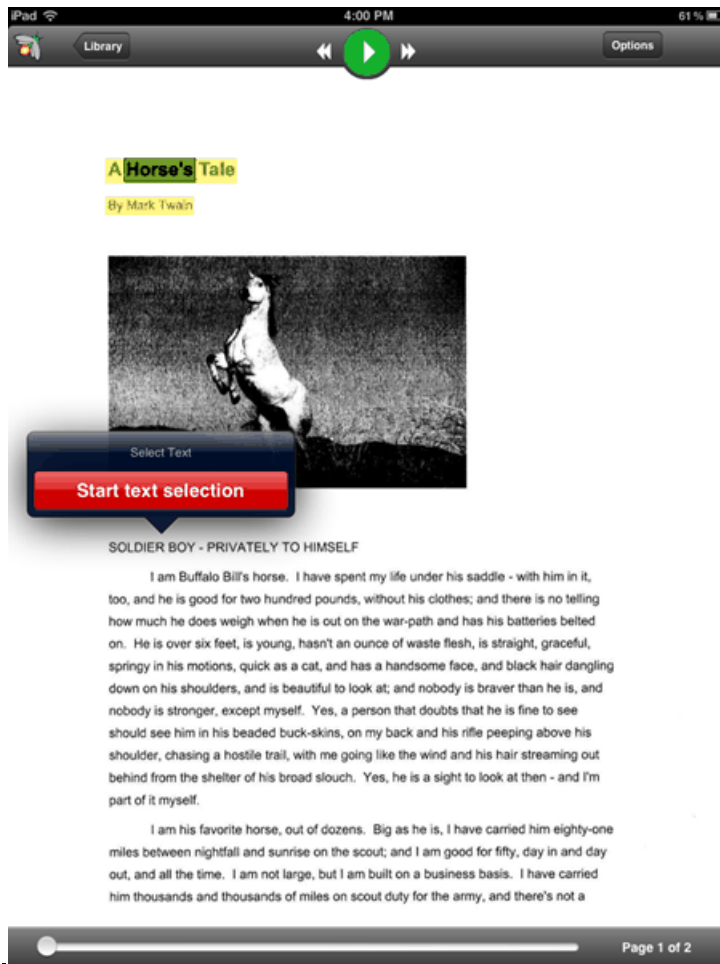 iPad 4:00 PM 61 %
Library Options
A Horse's Tale
By Mark Twain
Select Text
Start text selection
SOLDIER BOY - PRIVATELY TO HIMSELF
I am Buffalo Bill's horse. I have spent my life under his saddle - with him in it,
too, and he is good for two hundred pounds, without his clothes; and there is no telling
how much he does weigh when he is out on the war-path and has his batteries belted
on. He is over six feet, is young, hasn't an ounce of waste flesh, is straight, graceful,
springy in his motions, quick as a cat, and has a handsome face, and black hair dangling
down on his shoulders, and is beautiful to look at; and nobody is braver than he is, and
nobody is stronger, except myself. Yes, a person that doubts that he is fine to see
should see him in his beaded buck-skins, on my back and his rifle peeping above his
shoulder, chasing a hostile trail, with me going like the wind and his hair streaming out
behind from the shelter of his broad slouch. Yes, he is a sight to look at then - and I'm
part of it myself.
I am his favorite horse, out of dozens. Big as he is, I have carried him eighty-one
miles between nightfall and sunrise on the scout; and I am good for fifty, day in and day
out, and all the time. I am not large, but I am built on a business basis. I have carried
him thousands and thousands of miles on scout duty for the army, and there's not a
Page 1 of 2